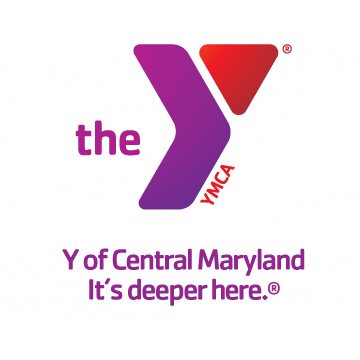 the Y®
YMCA
Y of Central Maryland
It's deeper here.®